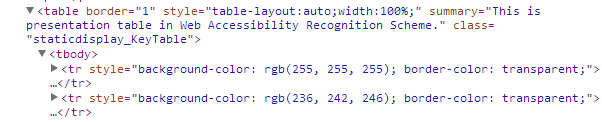 ▼<table border="1" style="table-layout:auto;width:100%;" summary="This is
presentation table in Web Accessibility Recognition Scheme." class=
"staticdisplay_KeyTable">
▼<tbody>
▶<tr style="background-color: rgb(255, 255, 255); border-color: transparent;">
…</tr>
▶<tr style="background-color: rgb(236, 242, 246); border-color: transparent;">
…</tr>